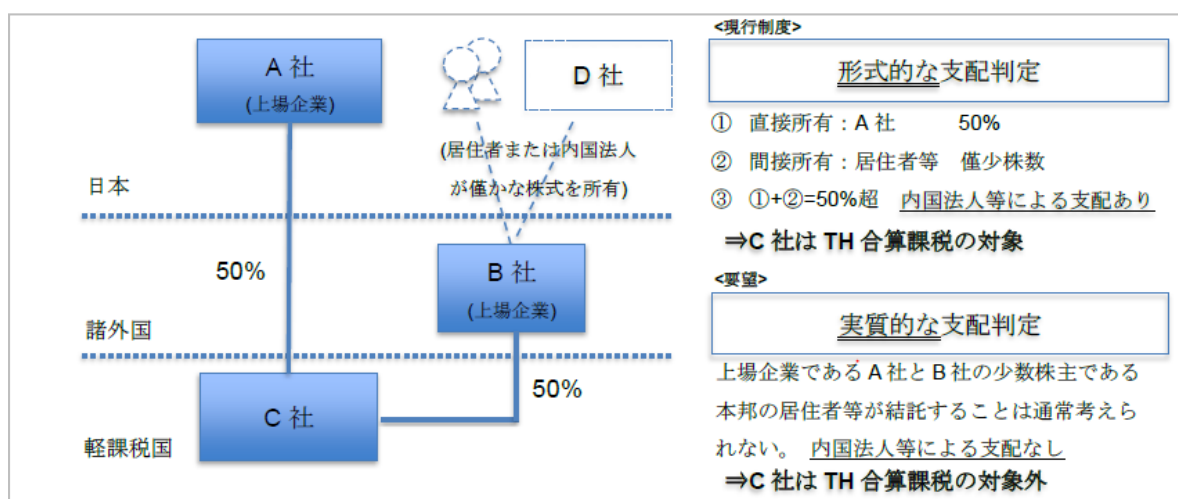 A 社
(上場企業)
D 社
(居住者または内国法人
が僅かな株式を所有)
日本
50%
B 社
(上場企業)
諸外国
50%
C 社
軽課税国
<現行制度>
形式的な支配判定
① 直接所有：A 社 50%
② 間接所有：居住者等 僅少株数
③ ①+②=50%超 内国法人等による支配あり
⇒C 社は TH 合算課税の対象
<要望>
実質的な支配判定
上場企業である A 社と B 社の少数株主である
本邦の居住者等が結託することは通常考えら
れない。 内国法人等による支配なし
⇒C 社は TH 合算課税の対象外